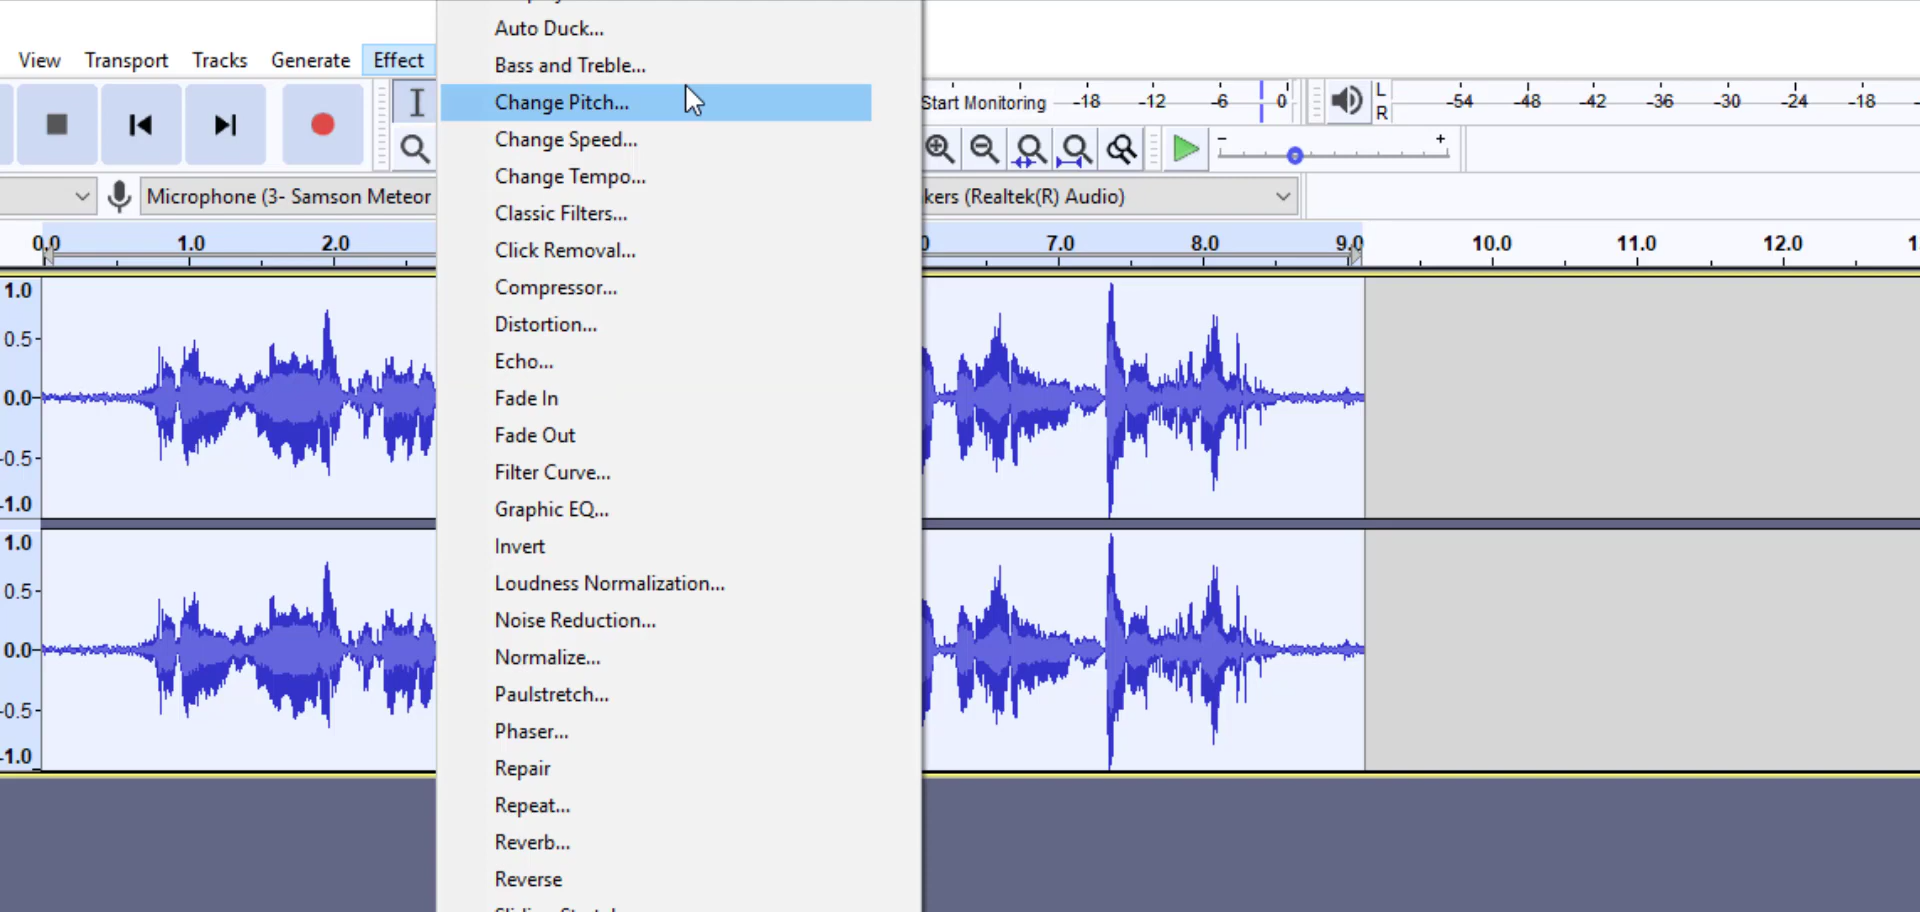 View Transport Tracks Generate Effect
Auto Duck...
Bass and Treble...
Change Pitch...
Change Speed...
Change Tempo...
Classic Filters...
Click Removal...
Compressor...
Distortion...
Echo...
Fade In
Fade Out
Filter Curve...
Graphic EQ...
Invert
Loudness Normalization...
Noise Reduction...
Normalize...
Paulstretch...
Phaser...
Repair
Repeat...
Reverb...
Reverse
Start Monitoring -18 -12 -6 0
L
R
-54 -48 -42 -36 -30 -24 -18
- +
Microphone (3- Samson Meteor
kers (Realtek(R) Audio)
0.0 1.0 2.0 0 7.0 8.0 9.0 10.0 11.0 12.0
1.0
0.5
0.0
-0.5
-1.0
1.0
0.5
0.0
-0.5
-1.0